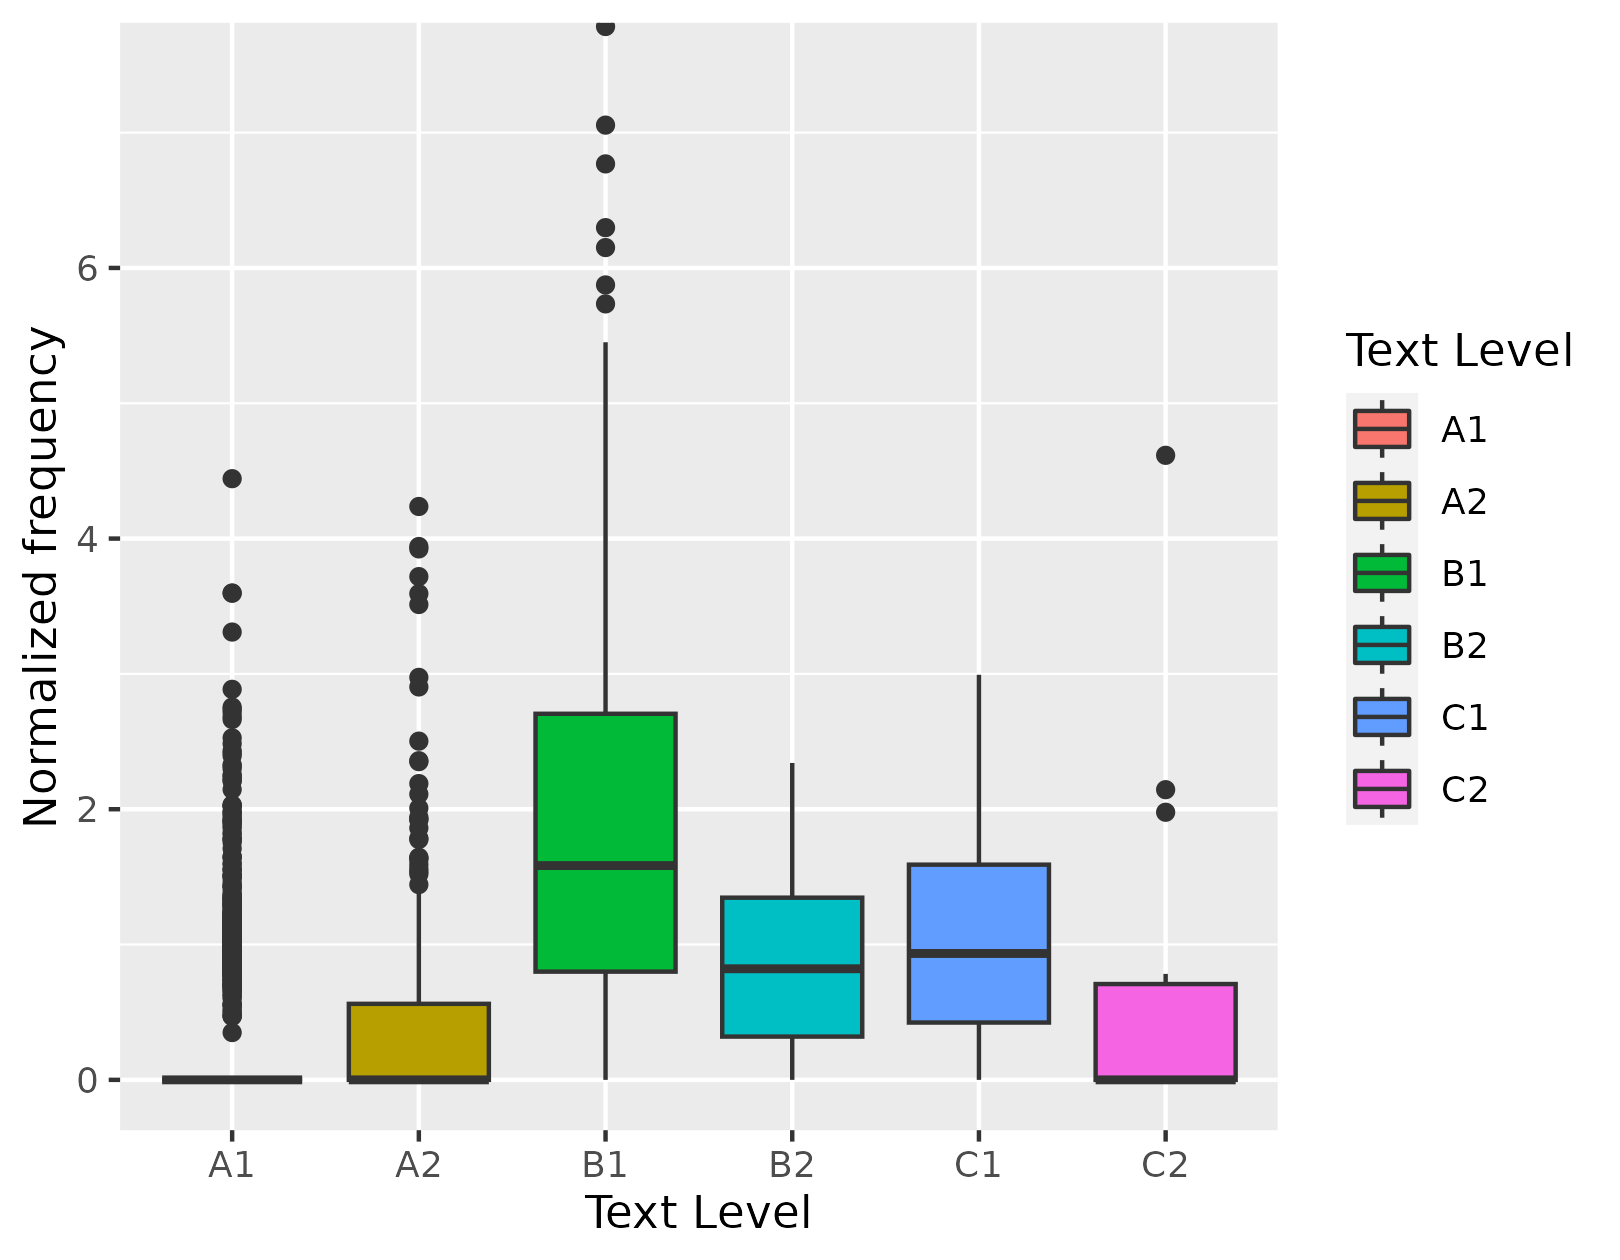 Normalized frequency
6
4
2
0
A1 A2 B1 B2 C1 C2
Text Level
Text Level
A1
A2
B1
B2
C1
C2